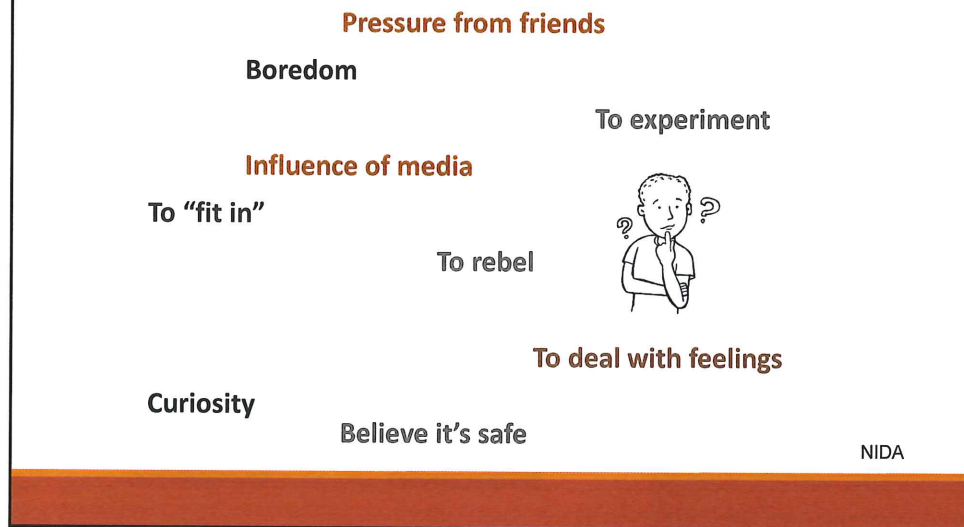 Pressure from friends
Boredom
To experiment
Influence of media
To “fit in”
To rebel
? ?
To deal with feelings
Curiosity
Believe it’s safe
NIDA